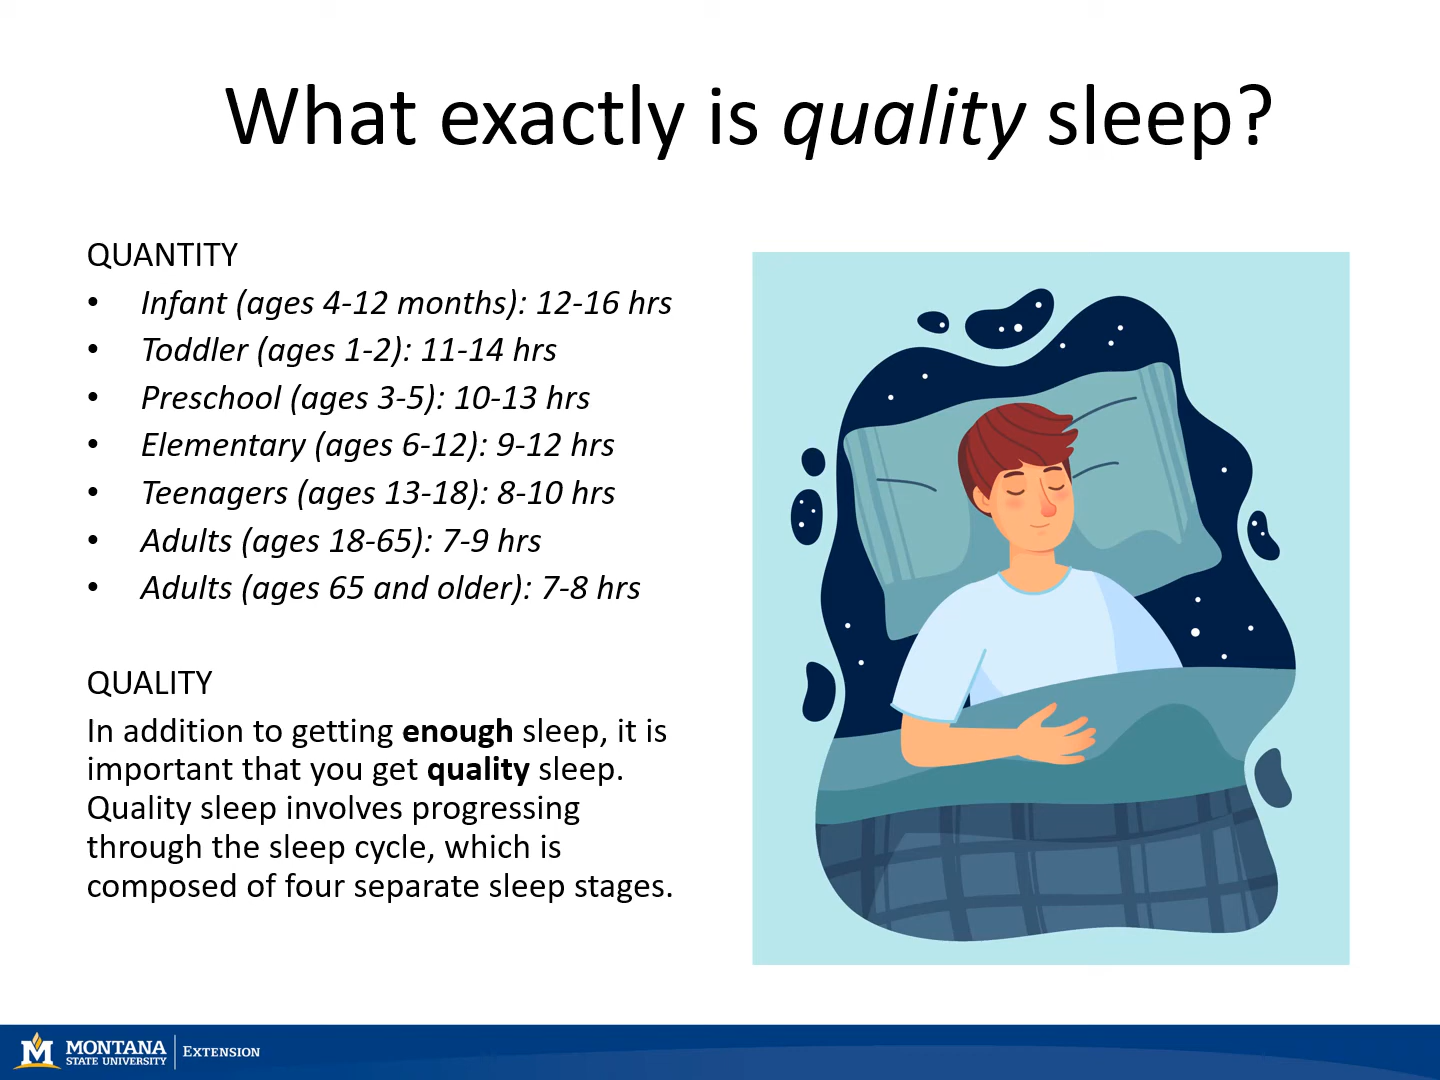 What exactly is quality sleep?
QUANTITY
• Infant (ages 4-12 months): 12-16 hrs
• Toddler (ages 1-2): 11-14 hrs
• Preschool (ages 3-5): 10-13 hrs
• Elementary (ages 6-12): 9-12 hrs
• Teenagers (ages 13-18): 8-10 hrs
• Adults (ages 18-65): 7-9 hrs
• Adults (ages 65 and older): 7-8 hrs
QUALITY
In addition to getting enough sleep, it is
important that you get quality sleep.
Quality sleep involves progressing
through the sleep cycle, which is
composed of four separate sleep stages.
M
MONTANA
STATE UNIVERSITY
EXTENSION